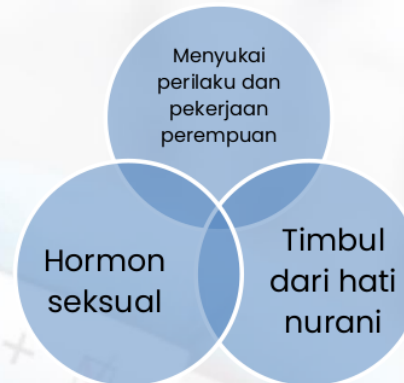 Menyukai
perilaku dan
pekerjaan
perempuan
Hormon
seksual
Timbul
dari hati
nurani